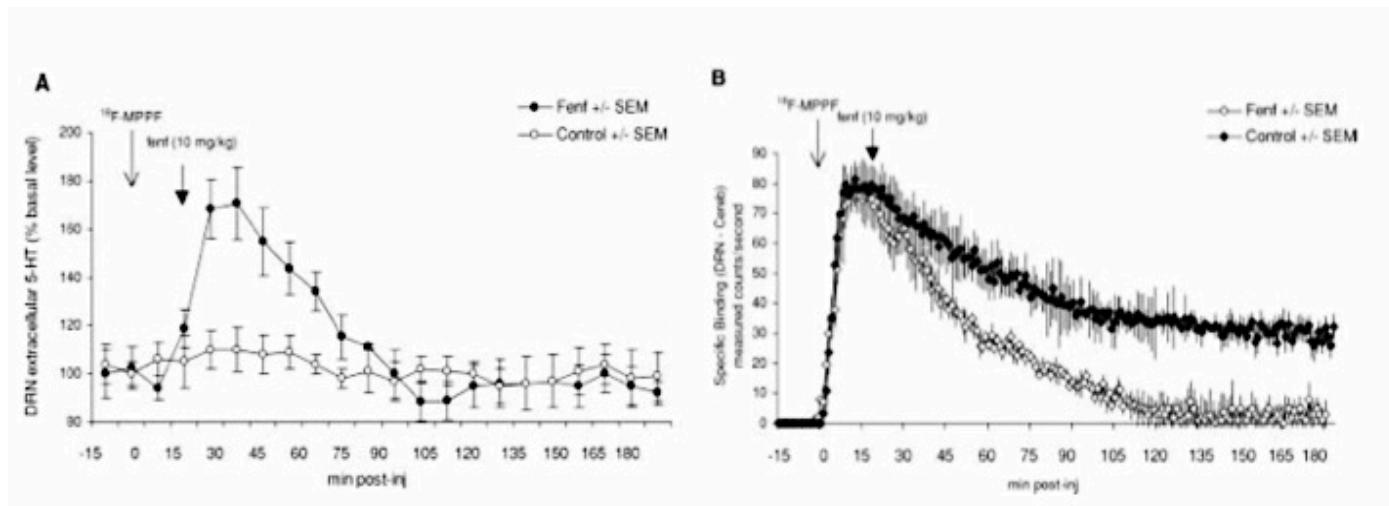 A
¹⁸F-MPPF
fenf (10 mg/kg)
Fenf +/- SEM
Control +/- SEM
DRN extracellular 5-HT (% basal level)
200
180
160
140
120
100
80
-15 0 15 30 45 60 75 90 105 120 135 150 165 180
min post-inj
B
¹⁸F-MPPF
fenf (10 mg/kg)
Fenf +/- SEM
Control +/- SEM
Specific Binding (DRN - Cereb)
measured counts/second
90
80
70
60
50
40
30
20
10
0
-15 0 15 30 45 60 75 90 105 120 135 150 165 180
min post-inj